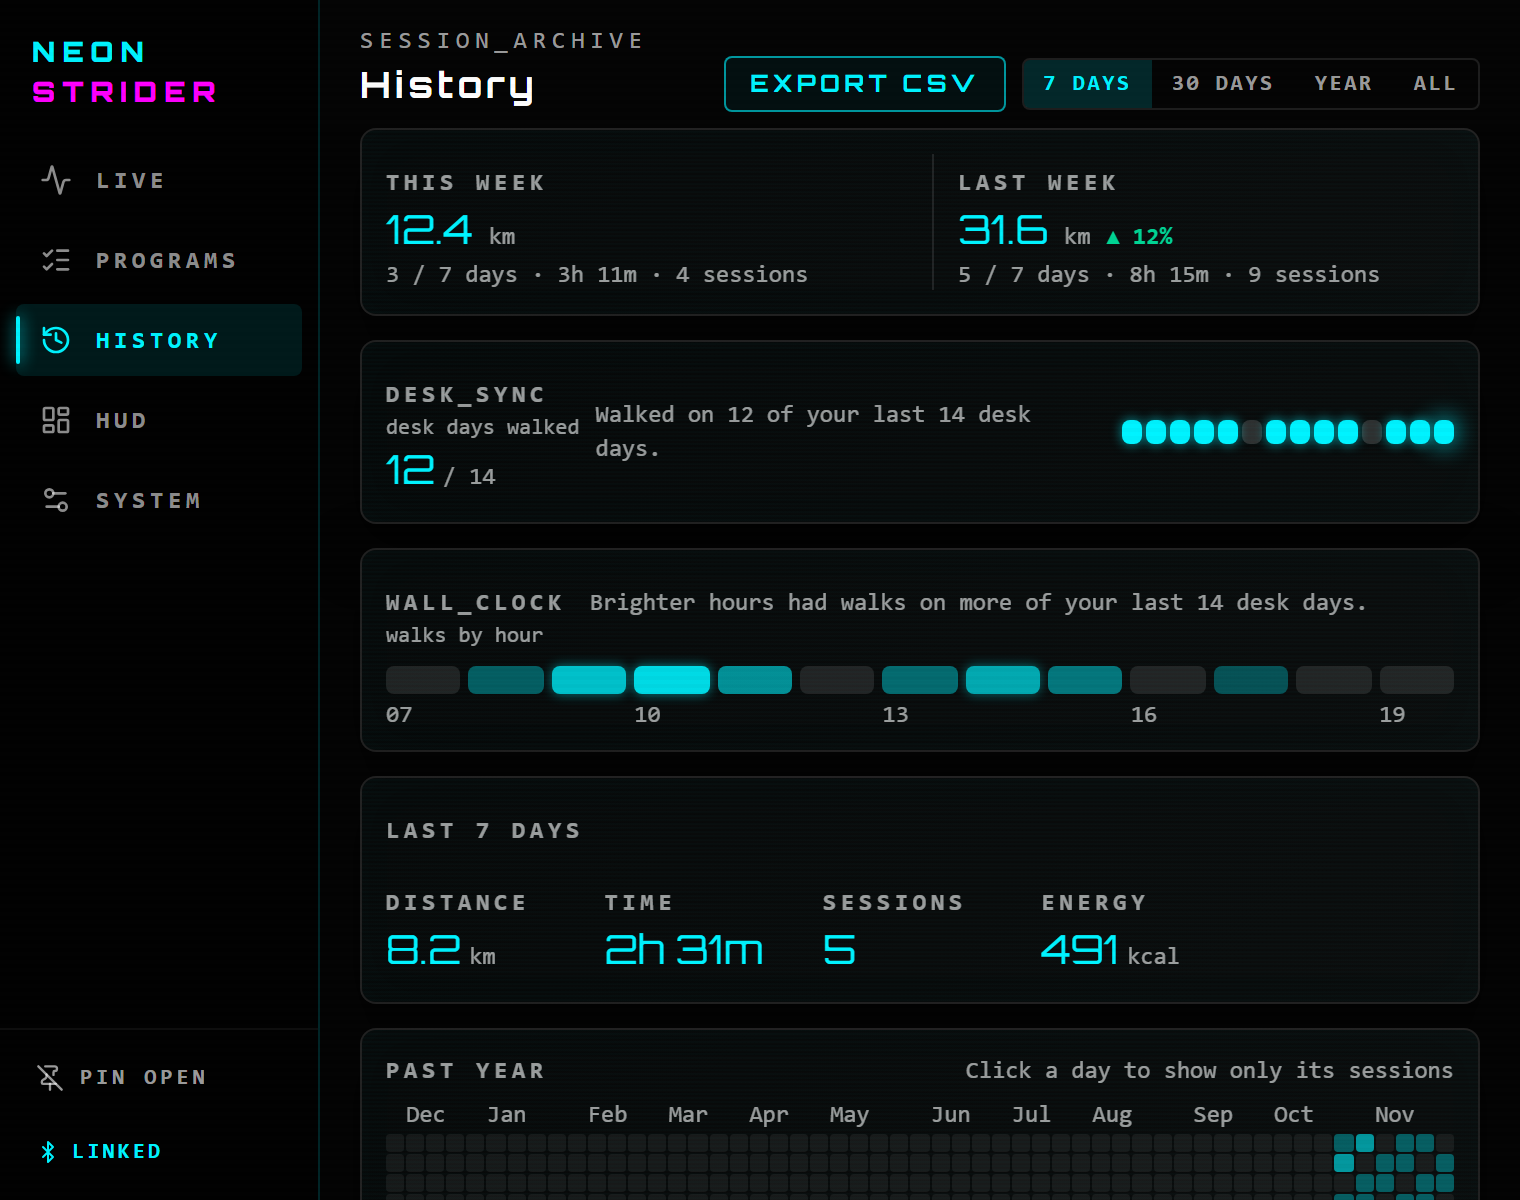 NEON
STRIDER
LIVE
PROGRAMS
HISTORY
HUD
SYSTEM
PIN OPEN
LINKED
SESSION_ARCHIVE
History
EXPORT CSV
7 DAYS 30 DAYS YEAR ALL
THIS WEEK
12.4 km
3 / 7 days · 3h 11m · 4 sessions
LAST WEEK
31.6 km ▲ 12%
5 / 7 days · 8h 15m · 9 sessions
DESK_SYNC
desk days walked
12 / 14
Walked on 12 of your last 14 desk
days.
WALL_CLOCK Brighter hours had walks on more of your last 14 desk days.
walks by hour
07 10 13 16 19
LAST 7 DAYS
DISTANCE TIME SESSIONS ENERGY
8.2 km 2h 31m 5 491 kcal
PAST YEAR Click a day to show only its sessions
Dec Jan Feb Mar Apr May Jun Jul Aug Sep Oct Nov